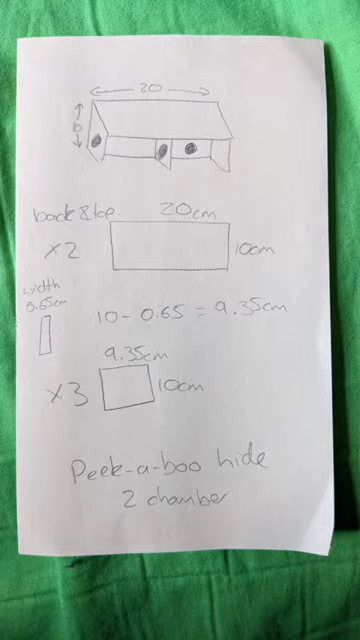 20
10
back & top
20cm
x2
10cm
width
0.65cm
10 - 0.65 = 9.35cm
9.35cm
x3
10cm
Peek-a-boo hide
2 chamber